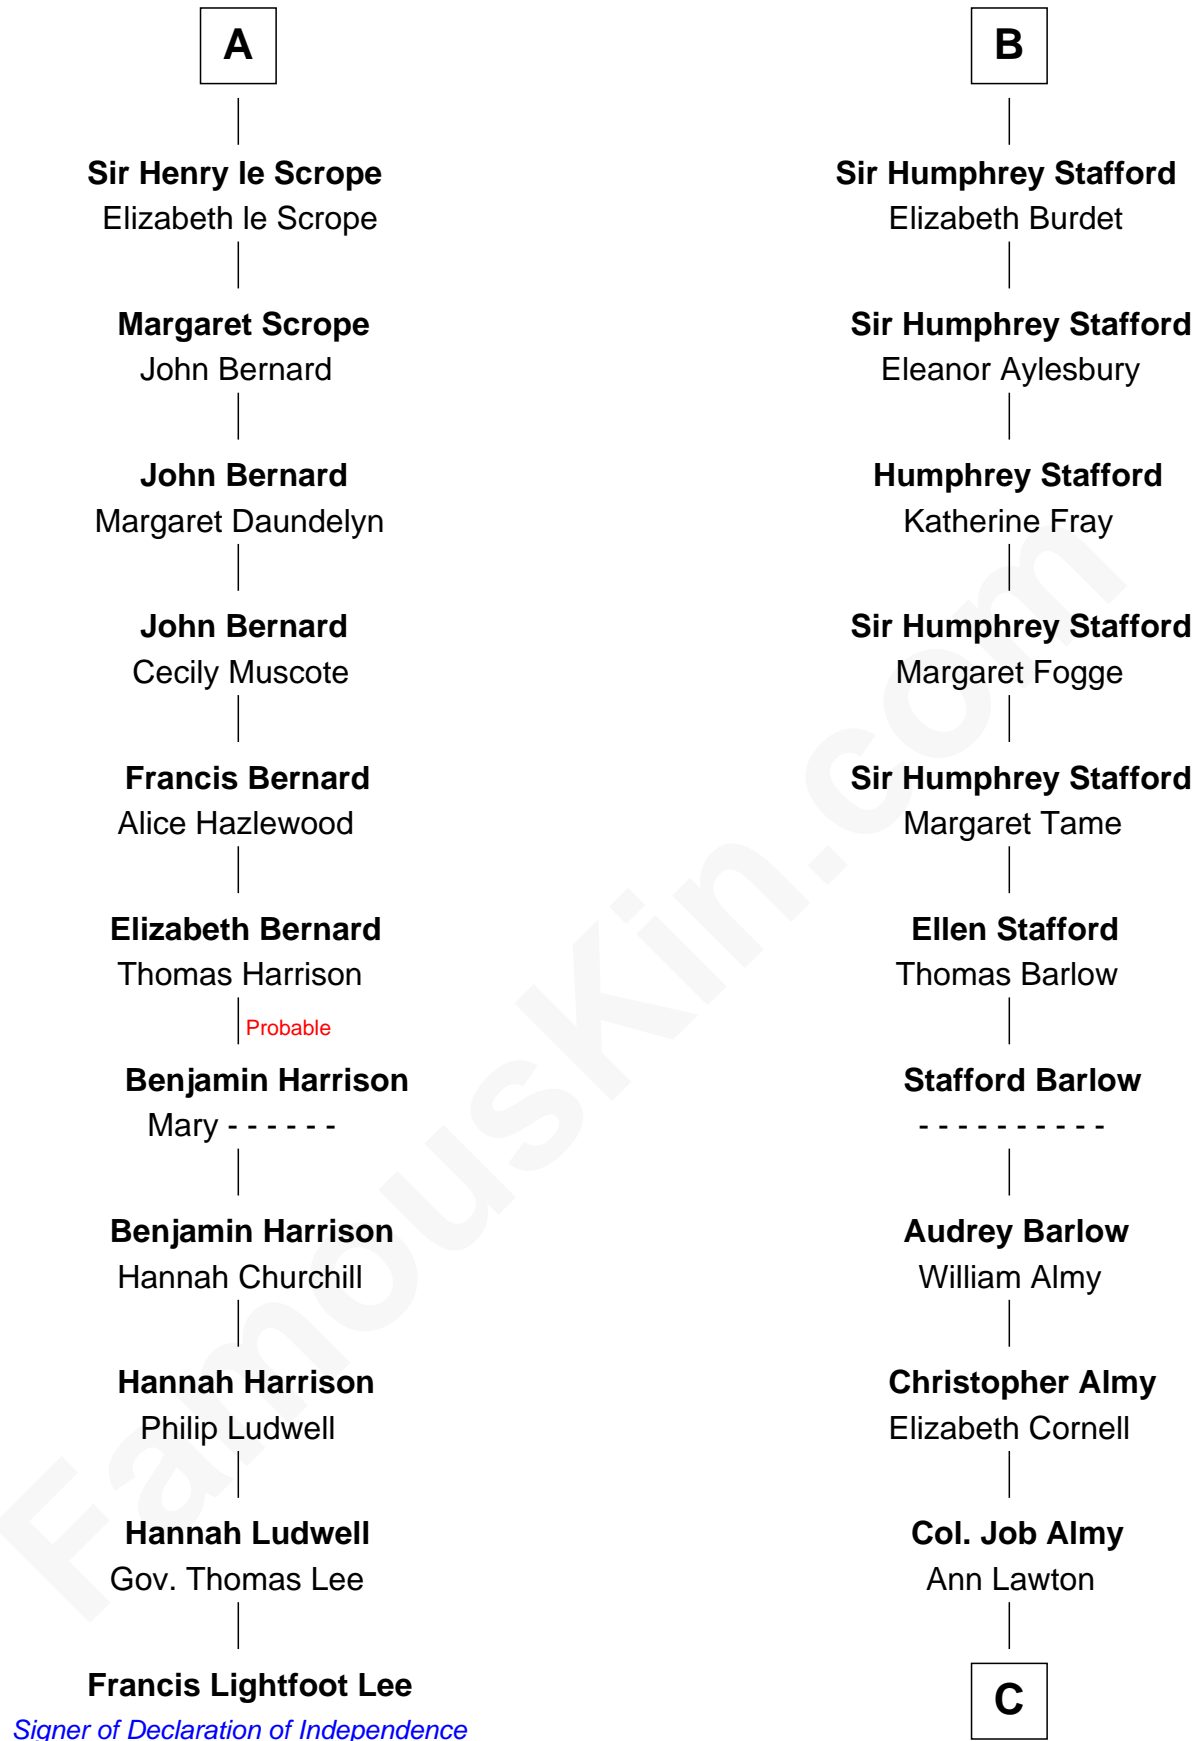 A
Sir Henry le Scrope
Elizabeth le Scrope
Margaret Scrope
John Bernard
John Bernard
Margaret Daundelyn
John Bernard
Cecily Muscote
Francis Bernard
Alice Hazlewood
Elizabeth Bernard
Thomas Harrison
Probable
Benjamin Harrison
Mary - - - - - -
Benjamin Harrison
Hannah Churchill
Hannah Harrison
Philip Ludwell
Hannah Ludwell
Gov. Thomas Lee
Francis Lightfoot Lee
Signer of Declaration of Independence
B
Sir Humphrey Stafford
Elizabeth Burdet
Sir Humphrey Stafford
Eleanor Aylesbury
Humphrey Stafford
Katherine Fray
Sir Humphrey Stafford
Margaret Fogge
Sir Humphrey Stafford
Margaret Tame
Ellen Stafford
Thomas Barlow
Stafford Barlow
- - - - - - - - - -
Audrey Barlow
William Almy
Christopher Almy
Elizabeth Cornell
Col. Job Almy
Ann Lawton
C
FamousKin.com